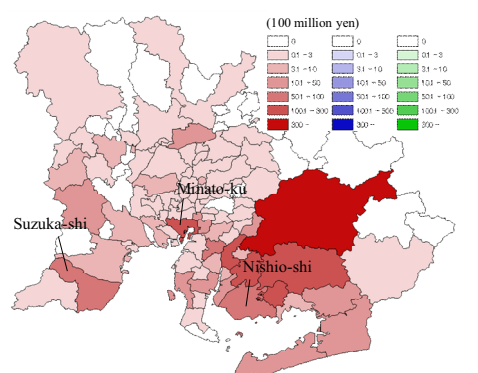 (100 million yen)
0 0 0
0.1 ~ 3 0.1 ~ 3 0.1 ~ 3
3.1 ~ 10 3.1 ~ 10 3.1 ~ 10
10.1 ~ 50 10.1 ~ 50 10.1 ~ 50
50.1 ~ 100 50.1 ~ 100 50.1 ~ 100
100.1 ~ 300 100.1 ~ 300 100.1 ~ 300
300 ~ 300 ~ 300 ~
Minato-ku
Suzuka-shi
Nishio-shi